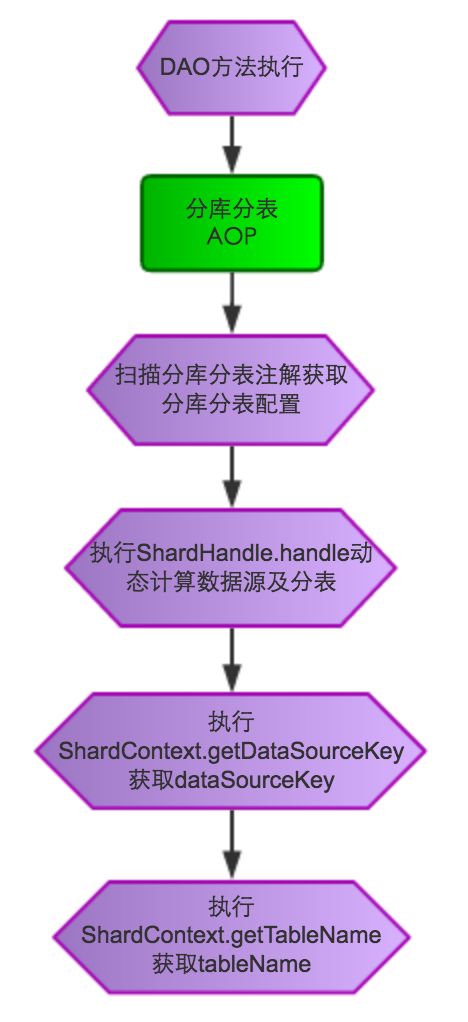 DAO方法执行
分库分表
AOP
扫描分库分表注解获取
分库分表配置
执行ShardHandle.handle动
态计算数据源及分表
执行
ShardContext.getDataSourceKey
获取dataSourceKey
执行
ShardContext.getTableName
获取tableName